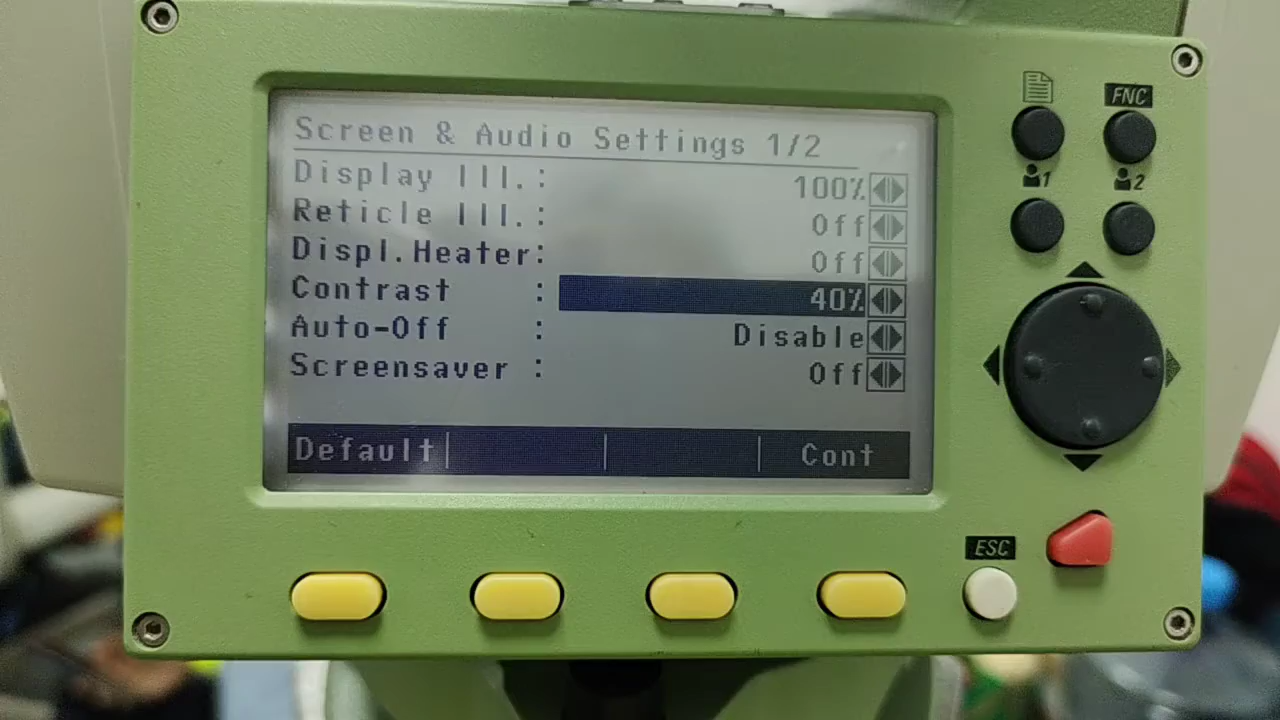 Screen & Audio Settings 1/2
Display Ill.: 100%
Reticle Ill.: Off
Displ.Heater: Off
Contrast : 40%
Auto-Off : Disable
Screensaver : Off
Default Cont
FNC
1 2
ESC